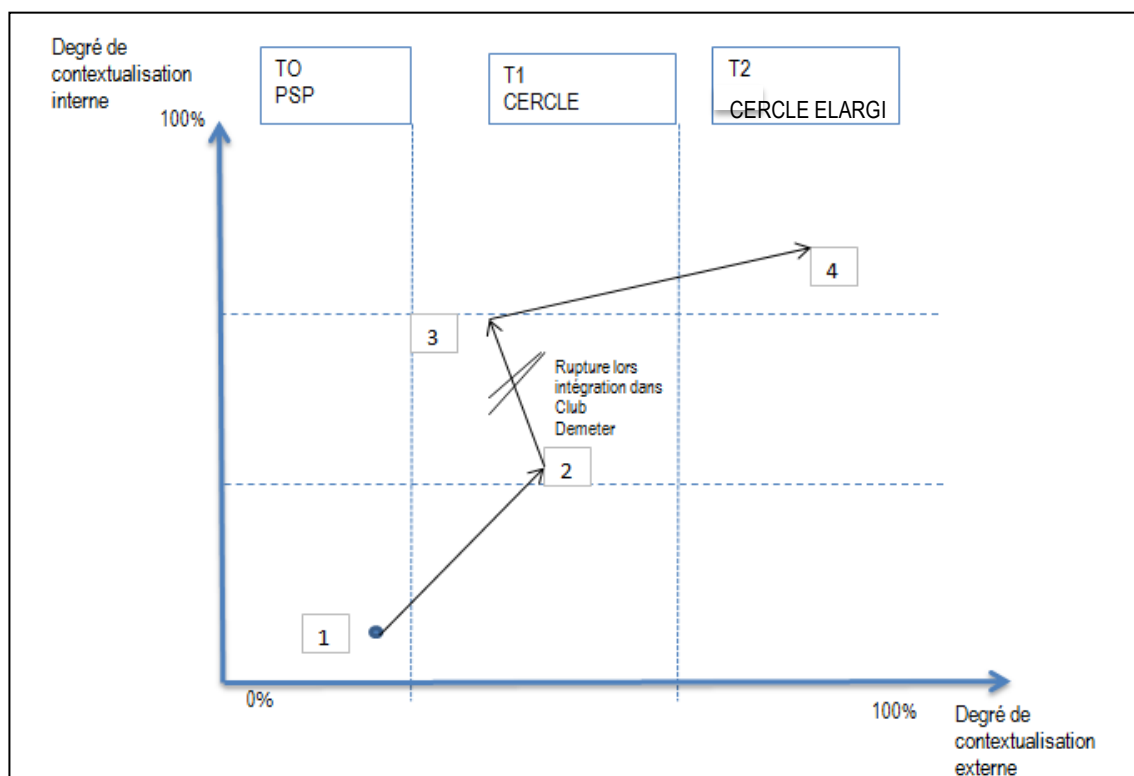 Degré de
contextualisation
interne
100%
TO
PSP
T1
CERCLE
T2
CERCLE ELARGI
4
3
Rupture lors
intégration dans
Club
Demeter
2
1
0%
100%
Degré de
contextualisation
externe